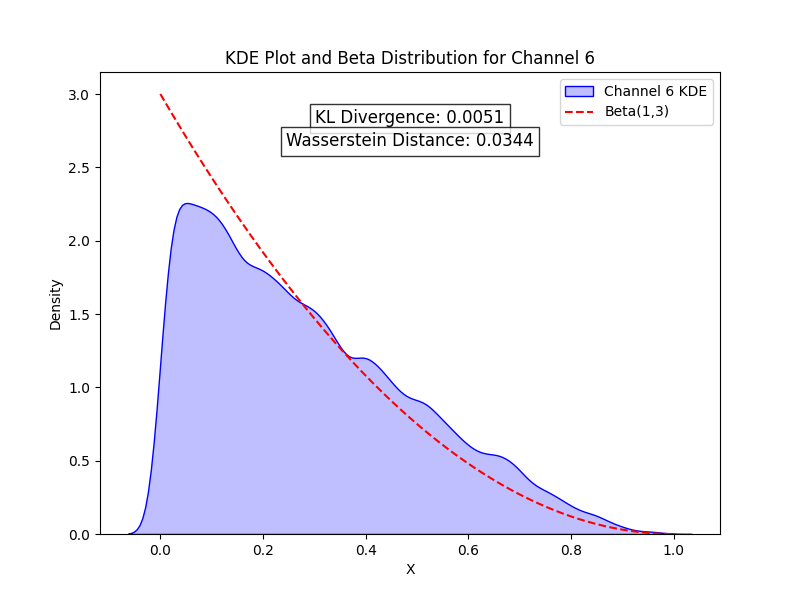 KDE Plot and Beta Distribution for Channel 6
KL Divergence: 0.0051
Wasserstein Distance: 0.0344
Channel 6 KDE
Beta(1,3)
3.0
2.5
2.0
1.5
1.0
0.5
0.0
Density
0.0 0.2 0.4 0.6 0.8 1.0
X